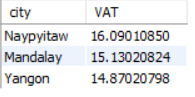 city VAT
Naypyitaw 16.09010850
Mandalay 15.13020824
Yangon 14.87020798